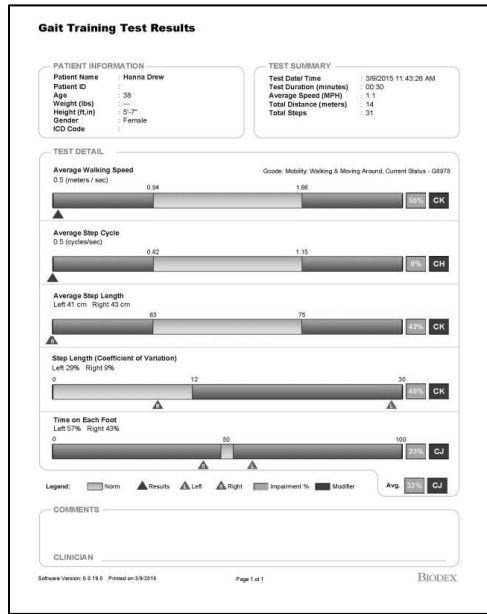 Gait Training Test Results
PATIENT INFORMATION
Patient Name : Hanna Drew
Patient ID :
Age : 38
Weight (lbs) : ---
Height (ft,in) : 5'-7"
Gender : Female
ICD Code :
TEST SUMMARY
Test Date/ Time : 3/9/2015 11:43:26 AM
Test Duration (minutes) : 00:30
Average Speed (MPH) : 1.1
Total Distance (meters) : 14
Total Steps : 31
TEST DETAIL
Average Walking Speed
0.5 (meters / sec)
Gcode: Mobility: Walking & Moving Around, Current Status - G8978
0.94 1.66
CK
Average Step Cycle
0.5 (cycles/sec)
0.82 1.15
CH
Average Step Length
Left 41 cm Right 43 cm
63 75
42% CK
R
Step Length (Coefficient of Variation)
Left 29% Right 9%
0 12 30
45% CK
R L
Time on Each Foot
Left 57% Right 43%
0 50 100
CJ
R L
Legend: Norm Results L Left R Right Impairment % Modifier
Avg. 33% CJ
COMMENTS
CLINICIAN
Software Version: 0.0.19.0 Printed on 3/9/2015 Page 1 of 1 BIODEX